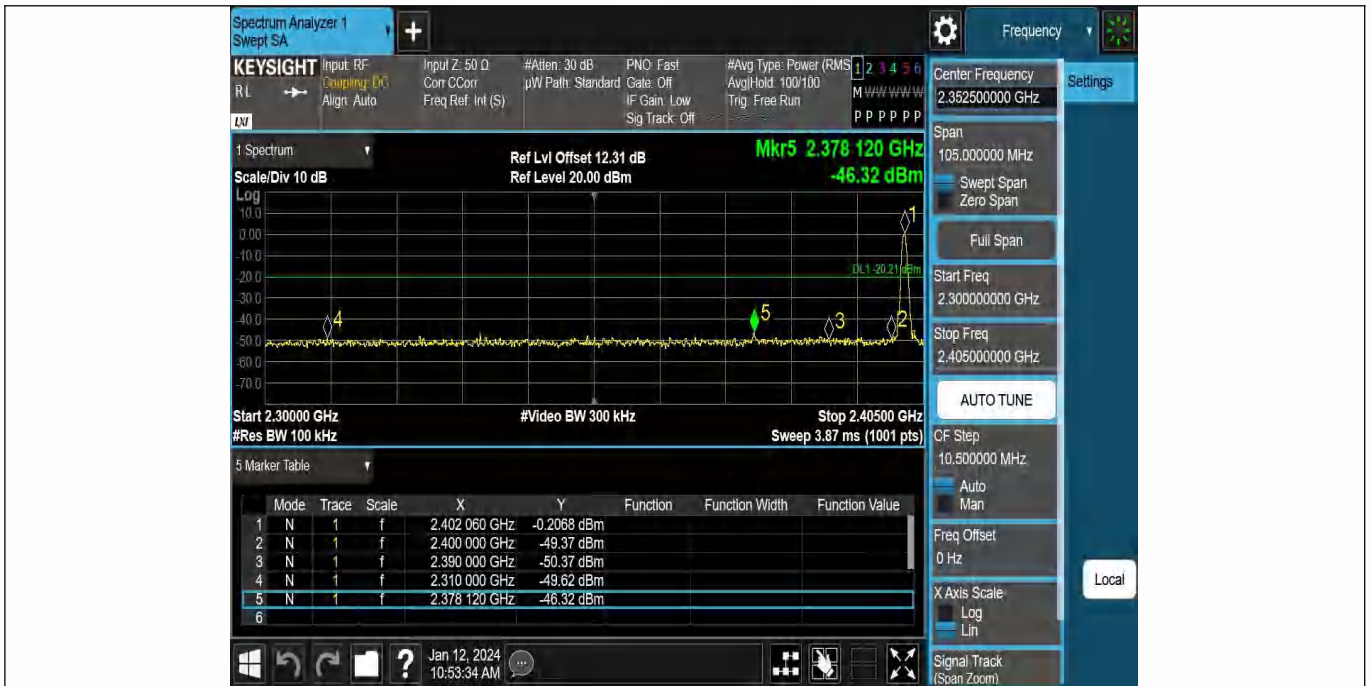 Spectrum Analyzer 1
Swept SA
+
Frequency
KEYSIGHT
RL
LXI
Input: RF
Coupling: DC
Align: Auto
Input Z: 50 Ω
Corr CCorr
Freq Ref: Int (S)
#Atten: 30 dB
µW Path: Standard
PNO: Fast
Gate: Off
IF Gain: Low
Sig Track: Off
#Avg Type: Power (RMS
Avg|Hold: 100/100
Trig: Free Run
1 2 3 4 5 6
M W W W W W
P P P P P P
1 Spectrum
Scale/Div 10 dB
Ref Lvl Offset 12.31 dB
Ref Level 20.00 dBm
Mkr5 2.378 120 GHz
-46.32 dBm
Log
10.0
0.00
-10.0
-20.0
-30.0
-40.0
-50.0
-60.0
-70.0
1
DL1 -20.21 dBm
4
5
3
2
Start 2.30000 GHz
#Video BW 300 kHz
Stop 2.40500 GHz
#Res BW 100 kHz
Sweep 3.87 ms (1001 pts)
5 Marker Table
Mode Trace Scale X Y Function Function Width Function Value
1 N 1 f 2.402 060 GHz -0.2068 dBm
2 N 1 f 2.400 000 GHz -49.37 dBm
3 N 1 f 2.390 000 GHz -50.37 dBm
4 N 1 f 2.310 000 GHz -49.62 dBm
5 N 1 f 2.378 120 GHz -46.32 dBm
6
Jan 12, 2024
10:53:34 AM
?
Center Frequency
2.352500000 GHz
Settings
Span
105.000000 MHz
Swept Span
Zero Span
Full Span
Start Freq
2.300000000 GHz
Stop Freq
2.405000000 GHz
AUTO TUNE
CF Step
10.500000 MHz
Auto
Man
Freq Offset
0 Hz
Local
X Axis Scale
Log
Lin
Signal Track
(Span Zoom)